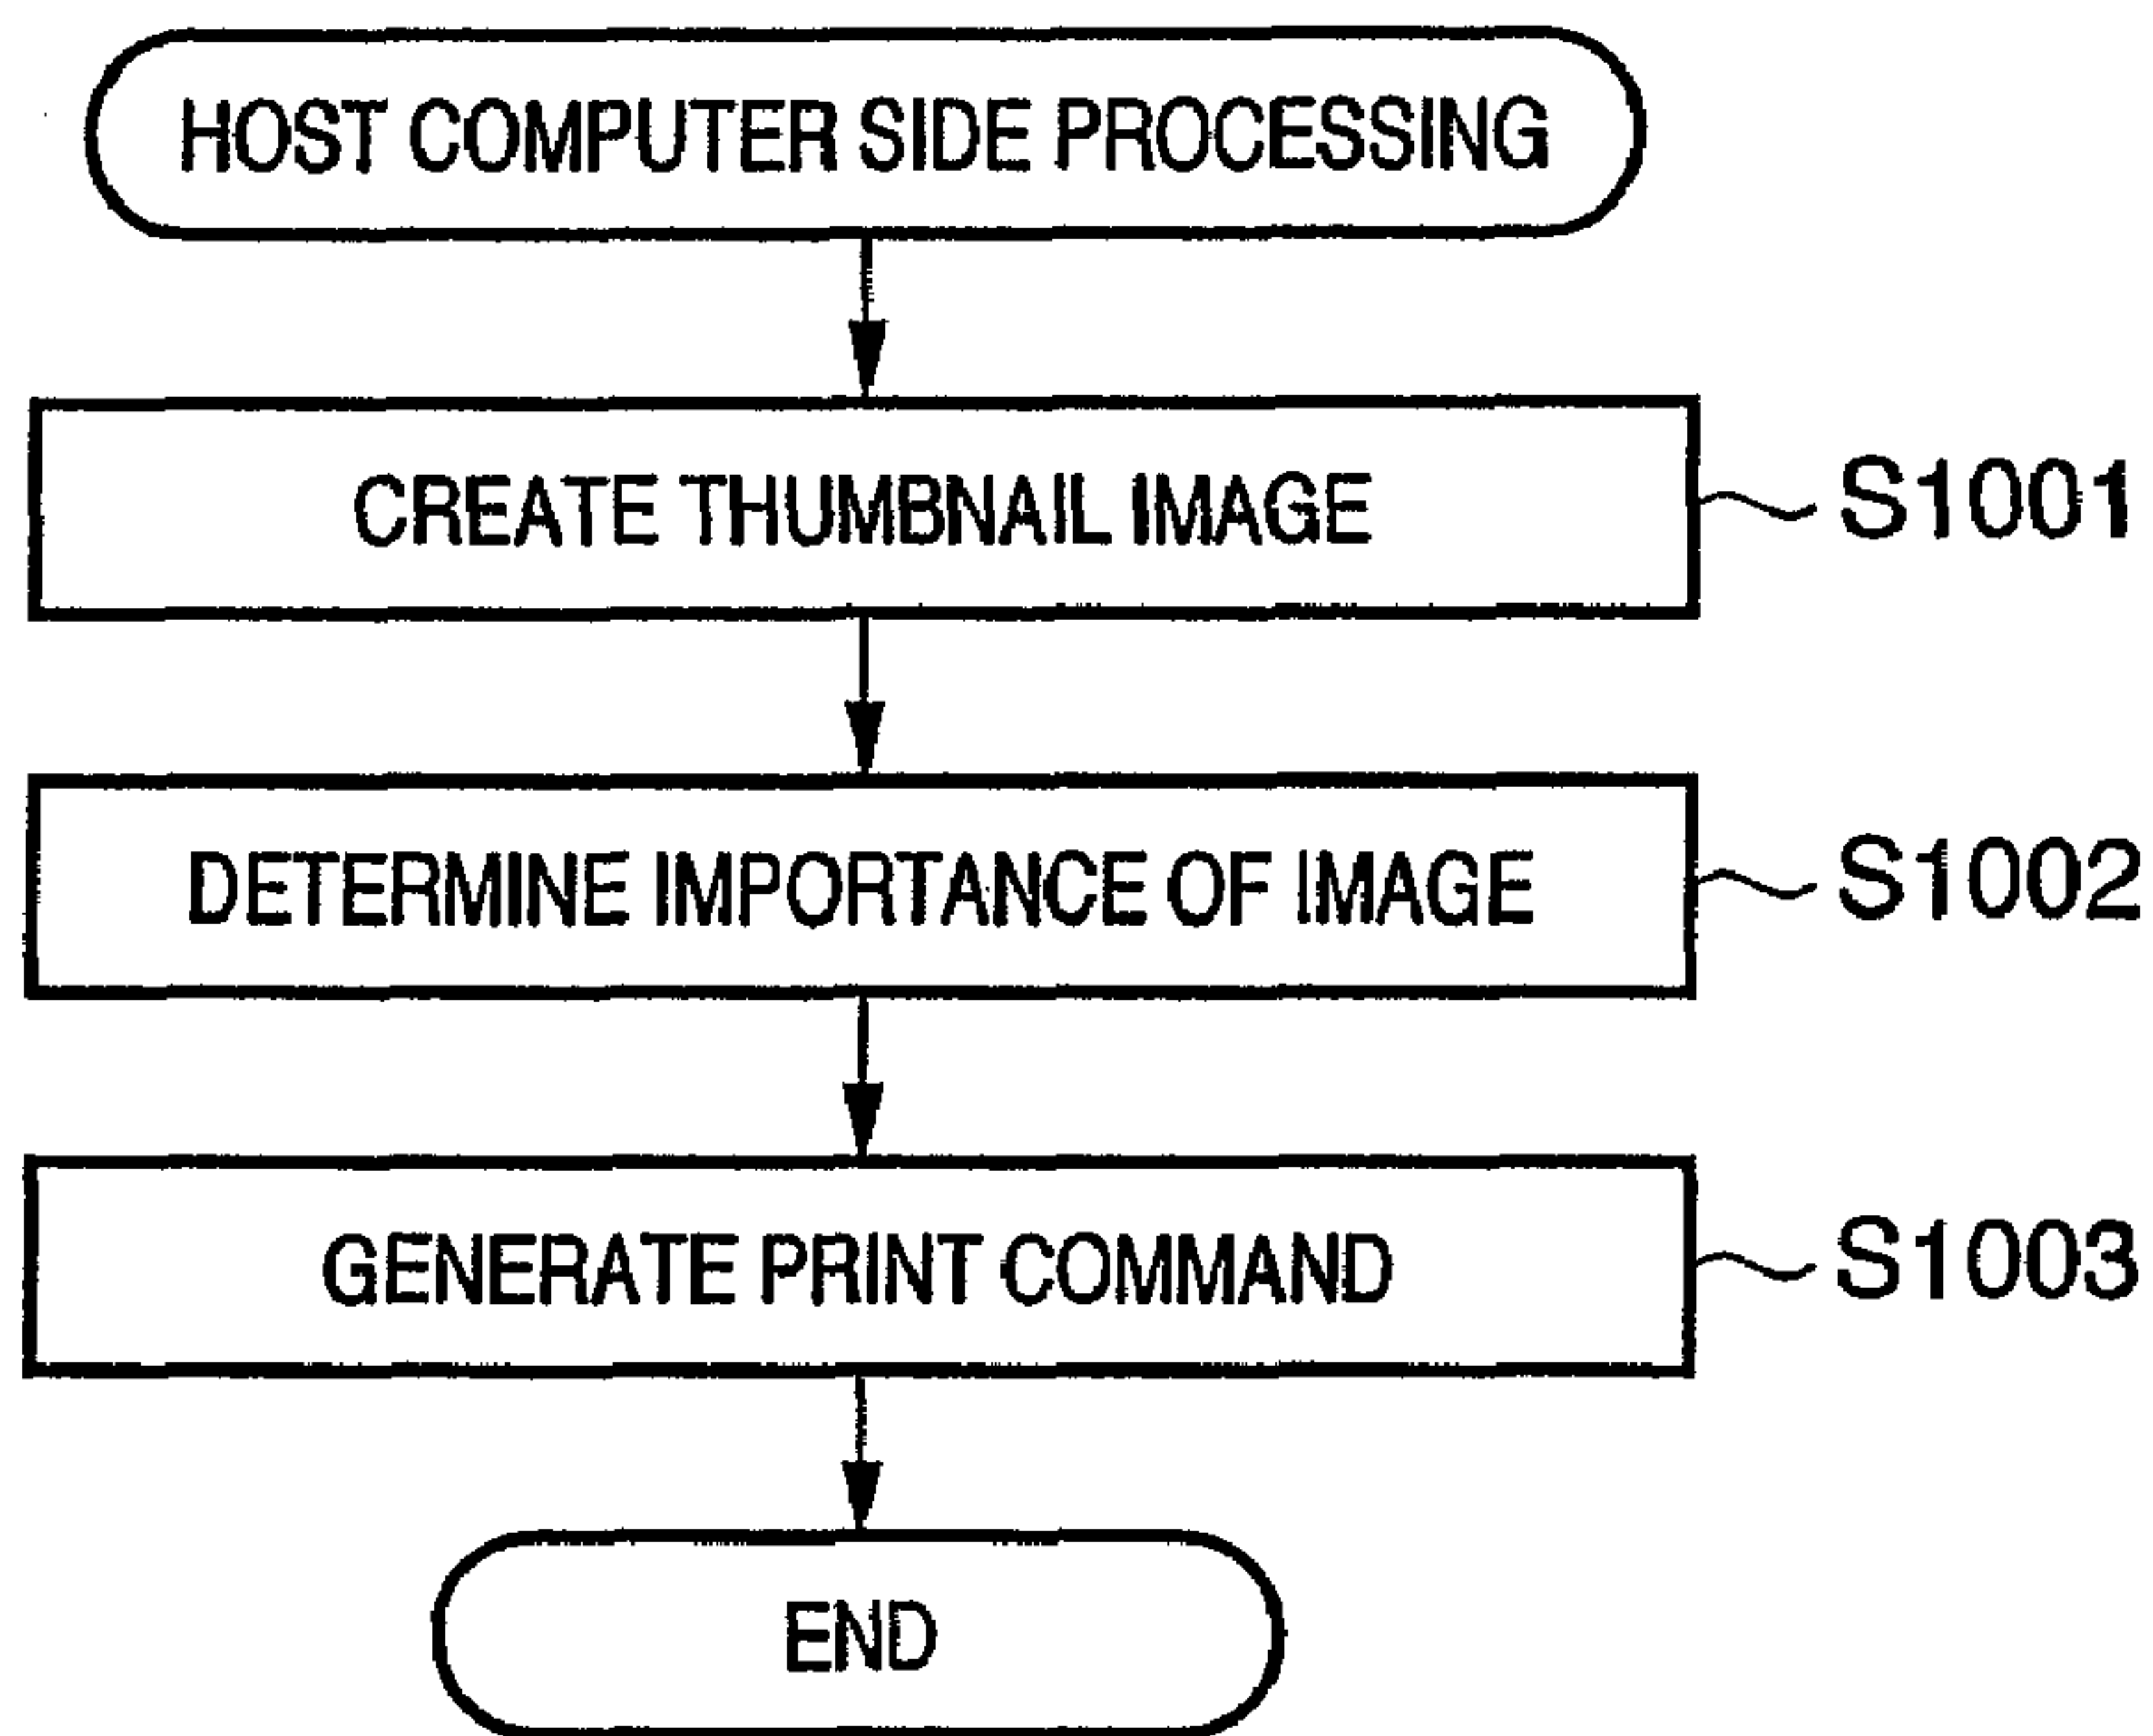 HOST COMPUTER SIDE PROCESSING
CREATE THUMBNAIL IMAGE
S1001
DETERMINE IMPORTANCE OF IMAGE
S1002
GENERATE PRINT COMMAND
S1003
END